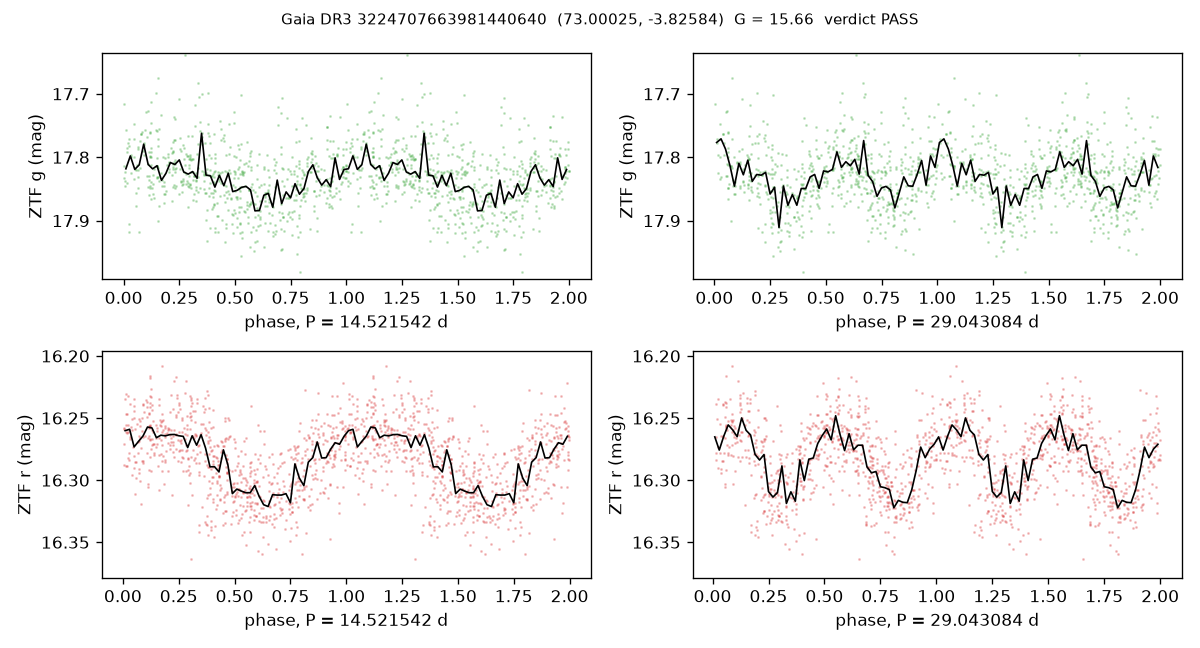 Gaia DR3 3224707663981440640 (73.00025, -3.82584) G = 15.66 verdict PASS
ZTF g (mag)
17.7
17.8
17.9
0.00 0.25 0.50 0.75 1.00 1.25 1.50 1.75 2.00
phase, P = 14.521542 d
ZTF g (mag)
17.7
17.8
17.9
0.00 0.25 0.50 0.75 1.00 1.25 1.50 1.75 2.00
phase, P = 29.043084 d
ZTF r (mag)
16.20
16.25
16.30
16.35
0.00 0.25 0.50 0.75 1.00 1.25 1.50 1.75 2.00
phase, P = 14.521542 d
ZTF r (mag)
16.20
16.25
16.30
16.35
0.00 0.25 0.50 0.75 1.00 1.25 1.50 1.75 2.00
phase, P = 29.043084 d